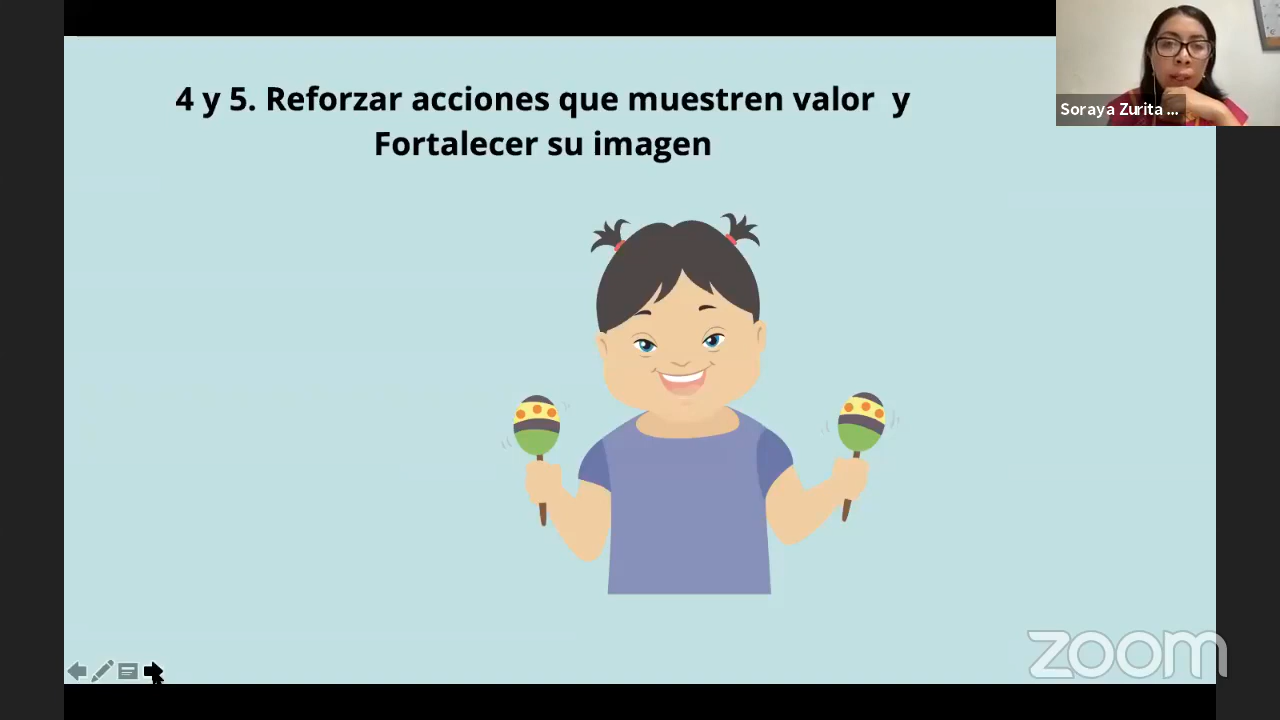 4 y 5. Reforzar acciones que muestren valor y
Fortalecer su imagen
Soraya Zurita ...
zoom